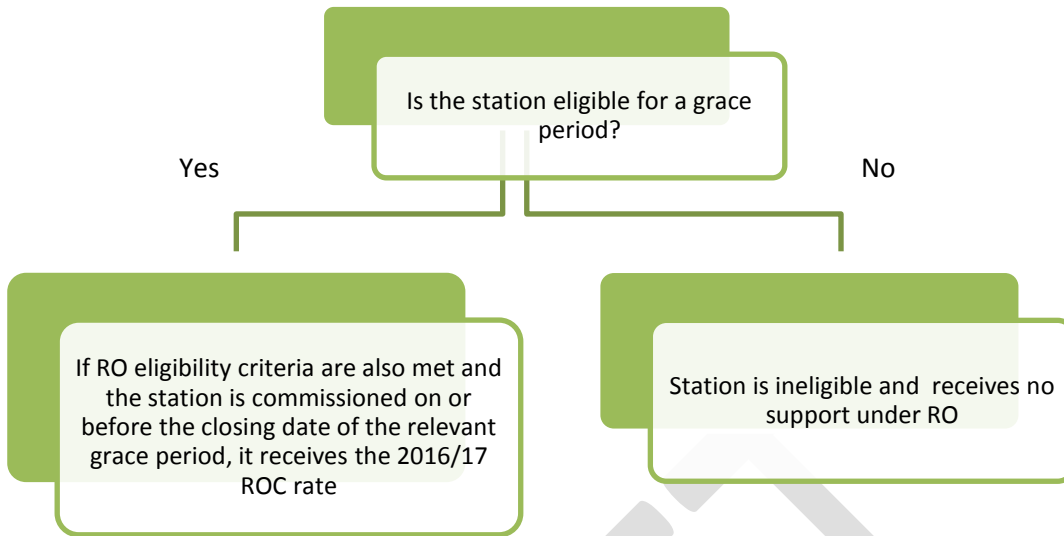 Is the station eligible for a grace
period?
Yes
No
If RO eligibility criteria are also met and
the station is commissioned on or
before the closing date of the relevant
grace period, it receives the 2016/17
ROC rate
Station is ineligible and  receives no
support under RO